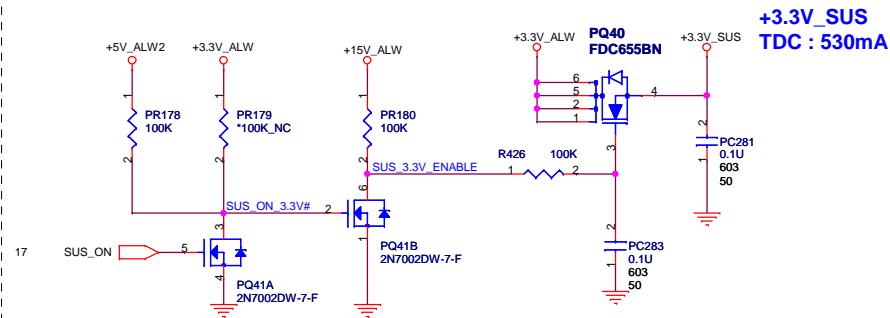 +3.3V_SUS
TDC : 530mA
+5V_ALW2
+3.3V_ALW
+15V_ALW
+3.3V_ALW
PQ40
FDC655BN
+3.3V_SUS
6
5
2
1
4
3
1
PR178
100K
2
1
PR179
*100K_NC
2
1
PR180
100K
2
SUS_3.3V_ENABLE
R426
100K
1
2
2
PC281
0.1U
603
50
1
SUS_ON_3.3V#
2
6
1
PQ41B
2N7002DW-7-F
2
PC283
0.1U
603
50
1
17
SUS_ON
5
3
4
PQ41A
2N7002DW-7-F